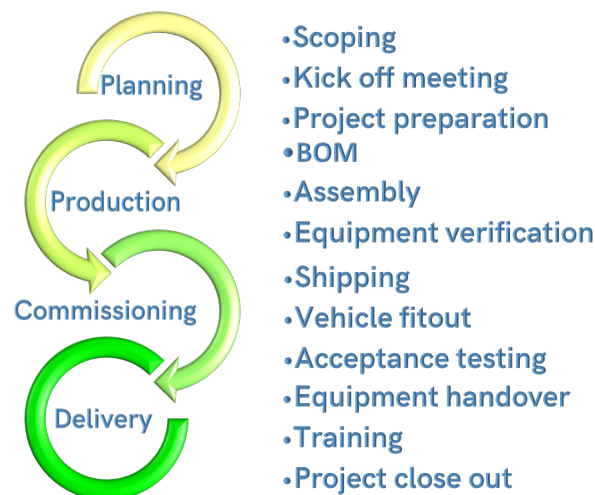 Planning
•Scoping
•Kick off meeting
•Project preparation
Production
•BOM
•Assembly
•Equipment verification
Commissioning
•Shipping
•Vehicle fitout
•Acceptance testing
Delivery
•Equipment handover
•Training
•Project close out